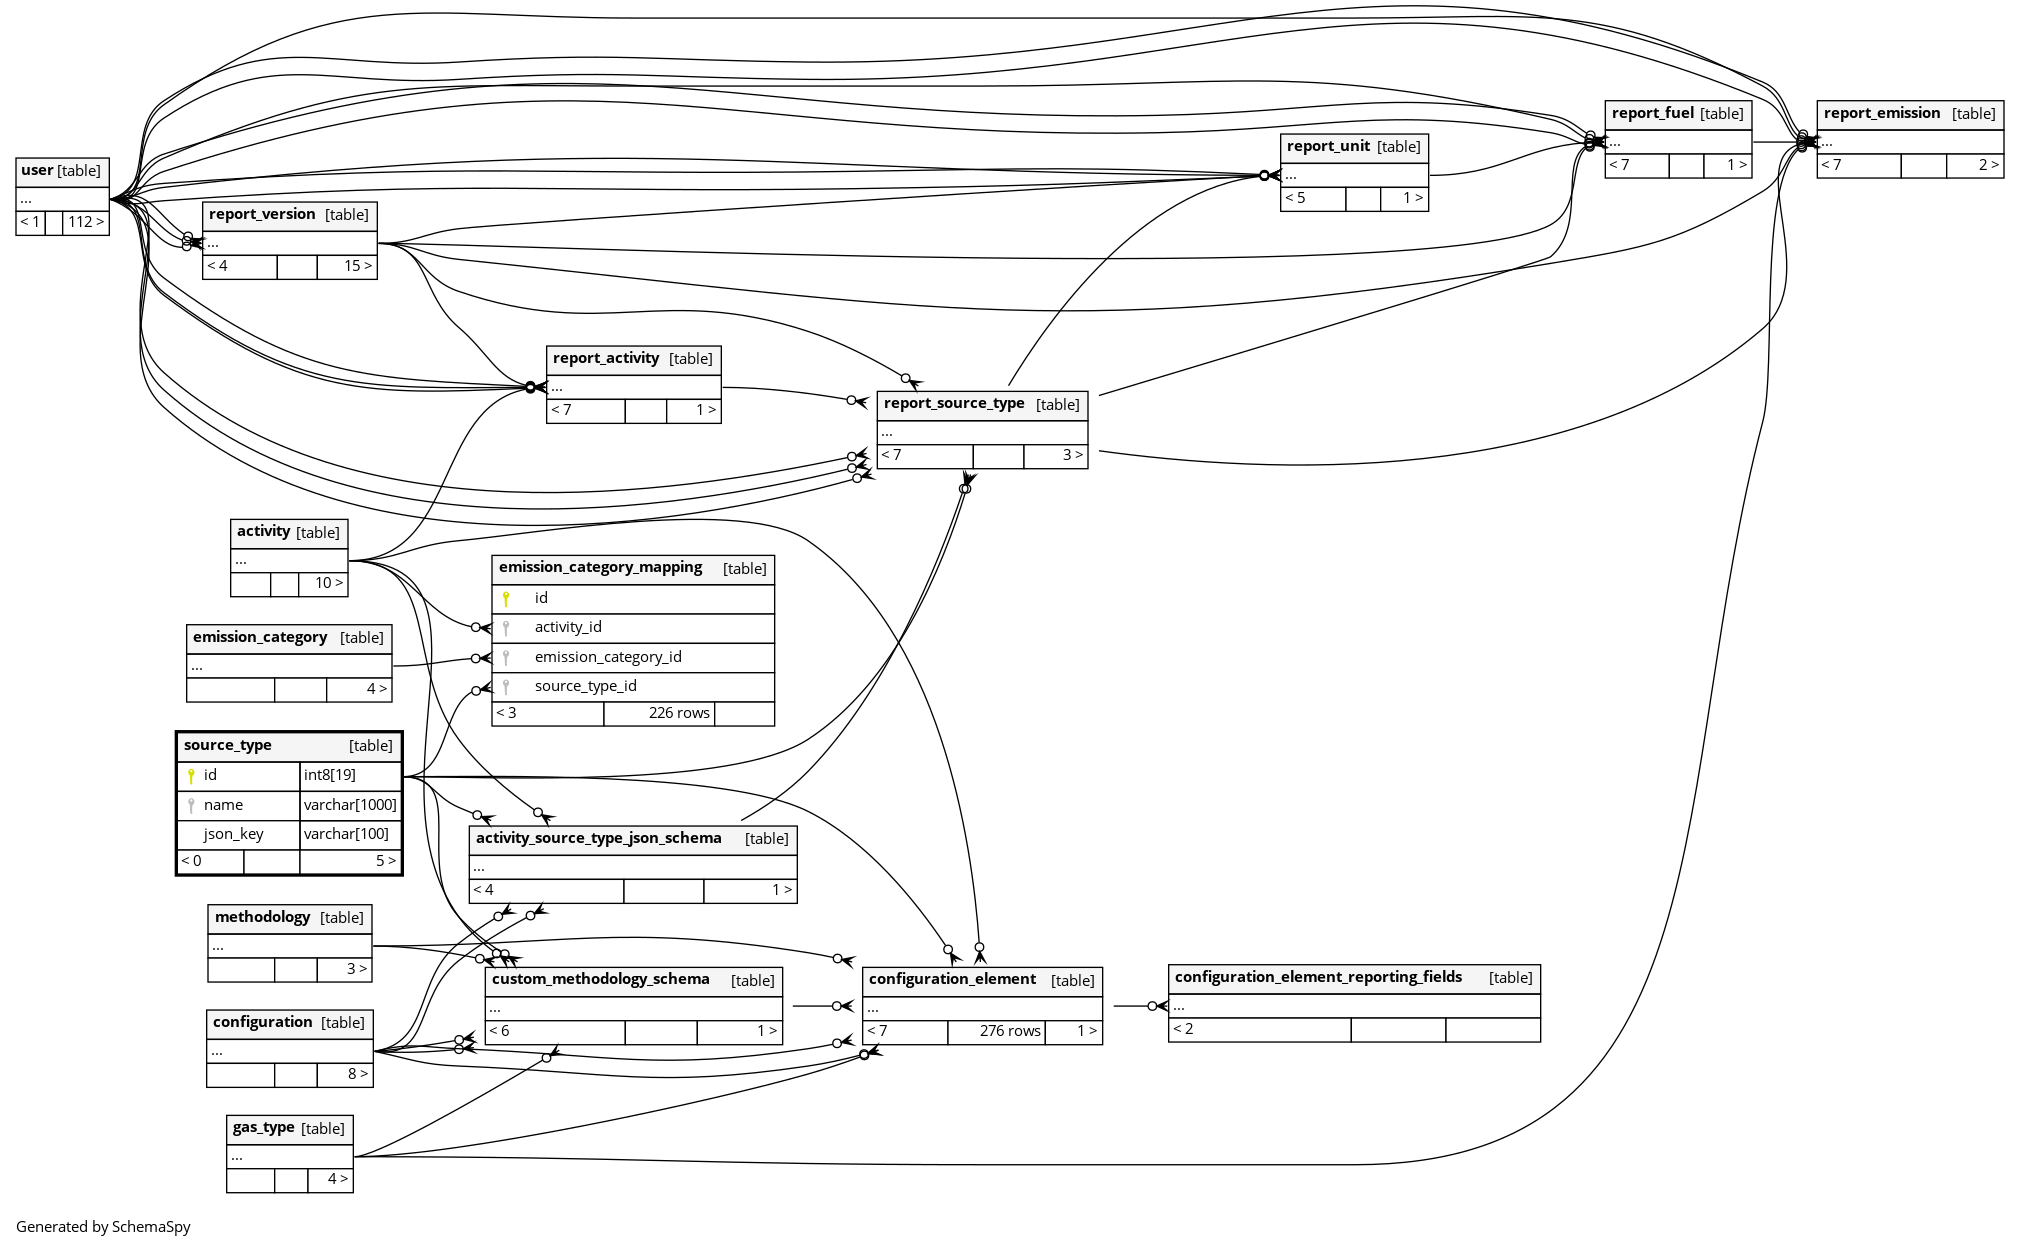 user [table]
...
< 1 112 >
report_version [table]
...
< 4 15 >
report_unit [table]
...
< 5 1 >
report_fuel [table]
...
< 7 1 >
report_emission [table]
...
< 7 2 >
report_activity [table]
...
< 7 1 >
report_source_type [table]
...
< 7 3 >
activity [table]
...
10 >
emission_category_mapping [table]
id
activity_id
emission_category_id
source_type_id
< 3 226 rows
emission_category [table]
...
4 >
source_type [table]
id int8[19]
name varchar[1000]
json_key varchar[100]
< 0 5 >
activity_source_type_json_schema [table]
...
< 4 1 >
methodology [table]
...
3 >
custom_methodology_schema [table]
...
< 6 1 >
configuration_element [table]
...
< 7 276 rows 1 >
configuration_element_reporting_fields [table]
...
< 2
configuration [table]
...
8 >
gas_type [table]
...
4 >
Generated by SchemaSpy